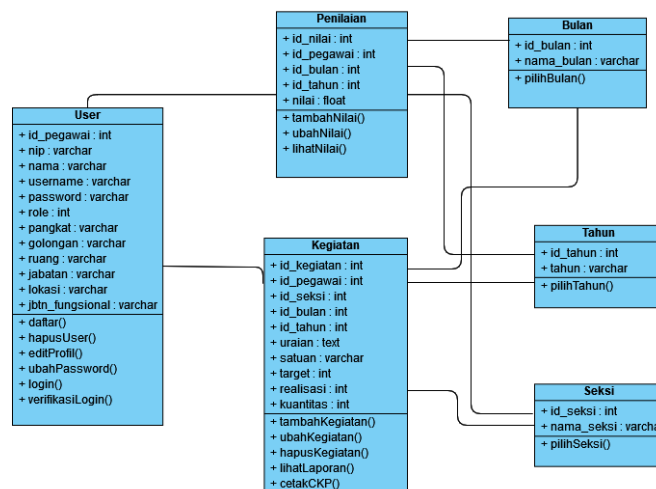 Penilaian
+ id_nilai : int
+ id_pegawai : int
+ id_bulan : int
+ id_tahun : int
+ nilai : float
+ tambahNilai()
+ ubahNilai()
+ lihatNilai()
Bulan
+ id_bulan : int
+ nama_bulan : varchar
+ pilihBulan()
User
+ id_pegawai : int
+ nip : varchar
+ nama : varchar
+ username : varchar
+ password : varchar
+ role : int
+ pangkat : varchar
+ golongan : varchar
+ ruang : varchar
+ jabatan : varchar
+ lokasi : varchar
+ jbtn_fungsional : varchar
+ daftar()
+ hapusUser()
+ editProfil()
+ ubahPassword()
+ login()
+ verifikasiLogin()
Kegiatan
+ id_kegiatan : int
+ id_pegawai : int
+ id_seksi : int
+ id_bulan : int
+ id_tahun : int
+ uraian : text
+ satuan : varchar
+ target : int
+ realisasi : int
+ kuantitas : int
+ tambahKegiatan()
+ ubahKegiatan()
+ hapusKegiatan()
+ lihatLaporan()
+ cetakCKP()
Tahun
+ id_tahun : int
+ tahun : varchar
+ pilihTahun()
Seksi
+ id_seksi : int
+ nama_seksi : varchar
+ pilihSeksi()